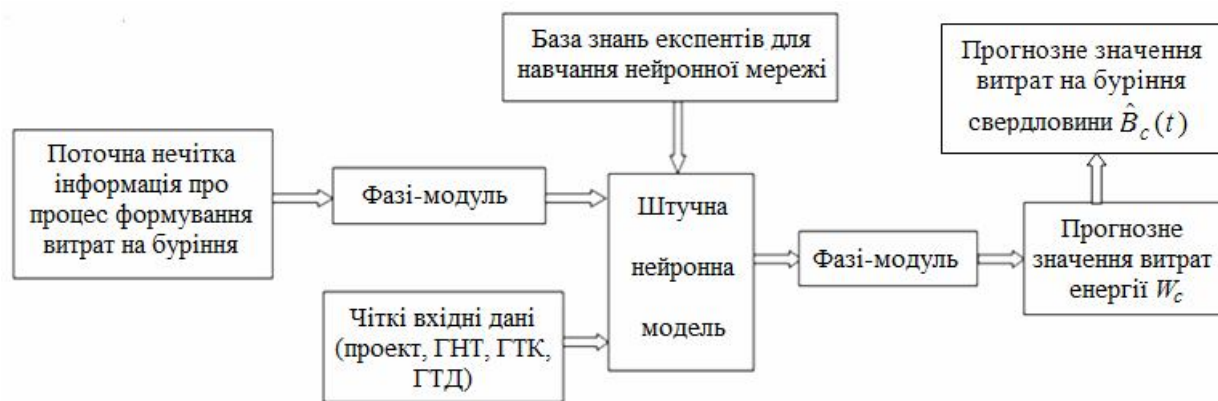 База знань експентів для
навчання нейронної мережі
Прогнозне значення
витрат на буріння
свердловини B̂_c(t)
Поточна нечітка
інформація про
процес формування
витрат на буріння
Фазі-модуль
Штучна
нейронна
модель
Фазі-модуль
Прогнозне
значення витрат
енергії W_c
Чіткі вхідні дані
(проект, ГНТ, ГТК,
ГТД)